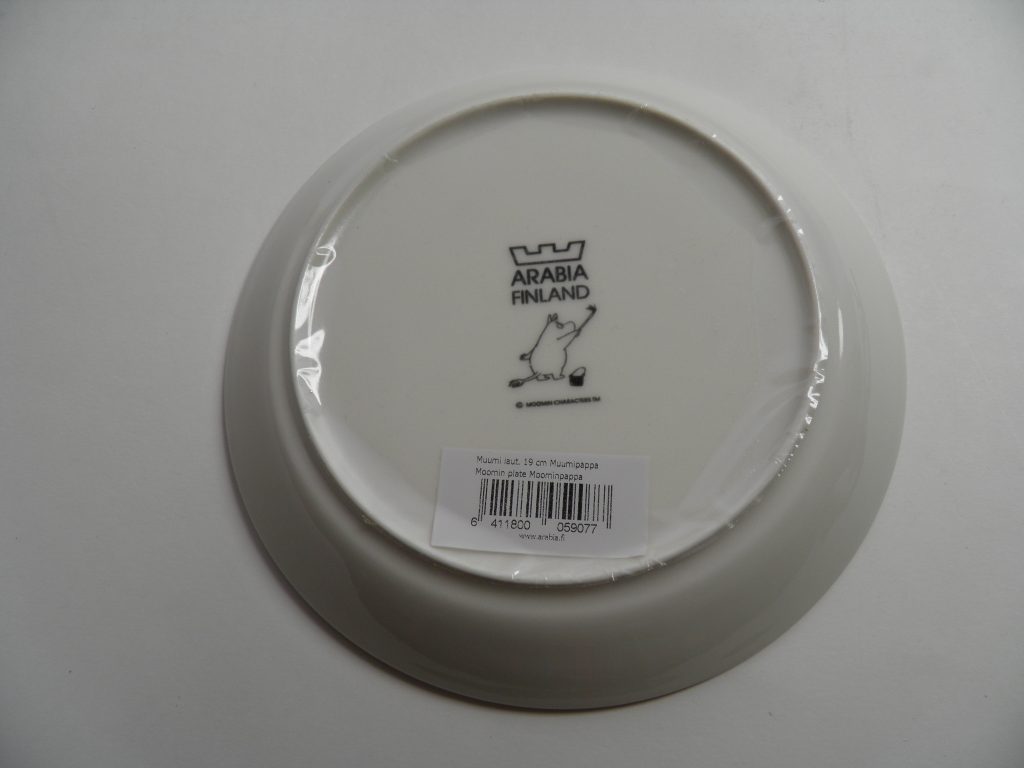 ARABIA
FINLAND
© MOOMIN CHARACTERS TM
Muumi laut. 19 cm Muumipappa
Moomin plate Moominpappa
6 411800 059077
www.arabia.fi